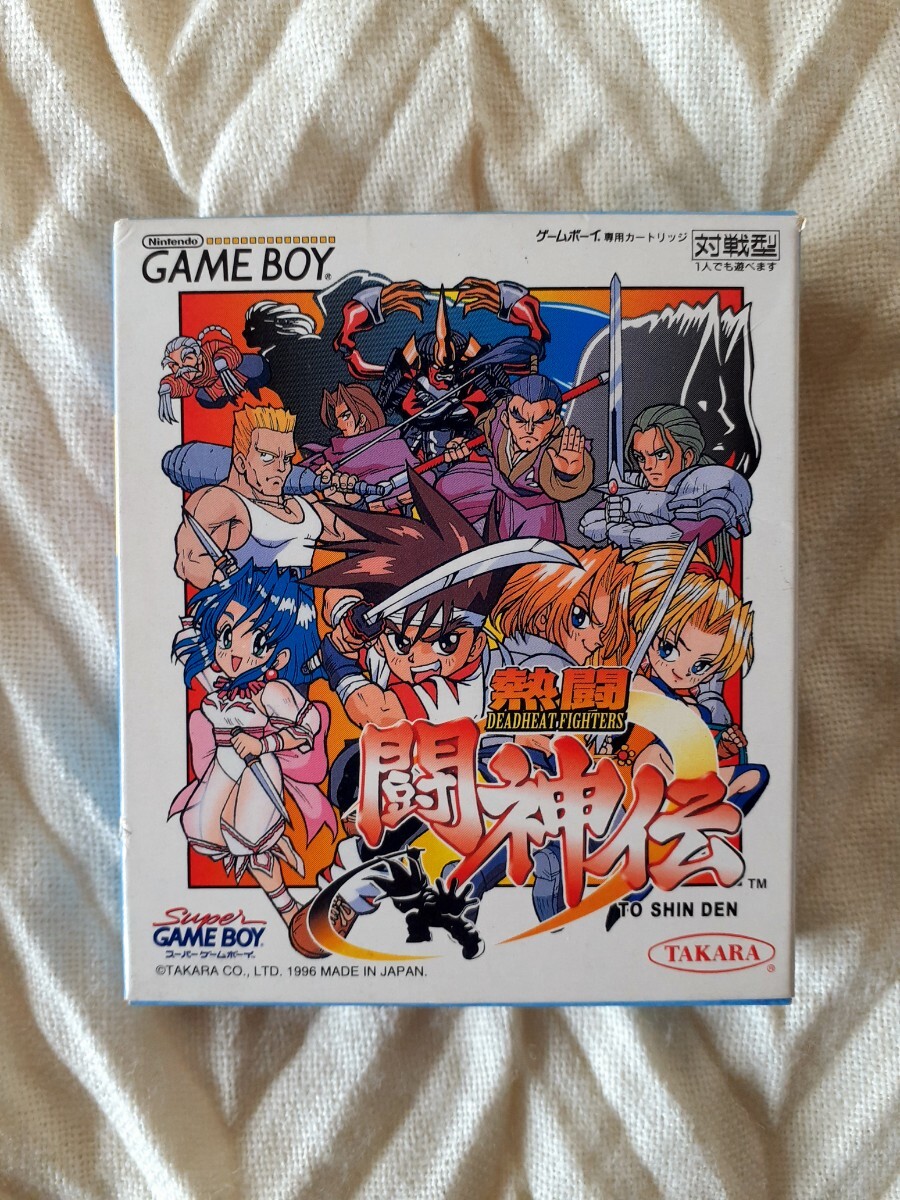 Nintendo
GAME BOY®
ゲームボーイ®専用カートリッジ
対戦型
1人でも遊べます
熱闘
DEADHEAT FIGHTERS
闘神伝
TM
TO SHIN DEN
Super
GAME BOY®
スーパーゲームボーイ®
TAKARA®
©TAKARA CO., LTD. 1996 MADE IN JAPAN.